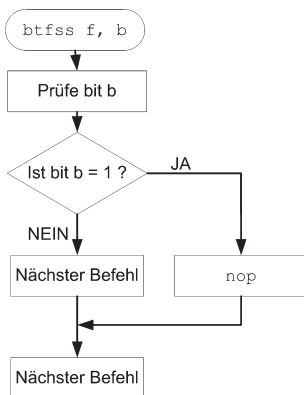 btfss f, b
Prüfe bit b
Ist bit b = 1 ?
JA
NEIN
Nächster Befehl
nop
Nächster Befehl